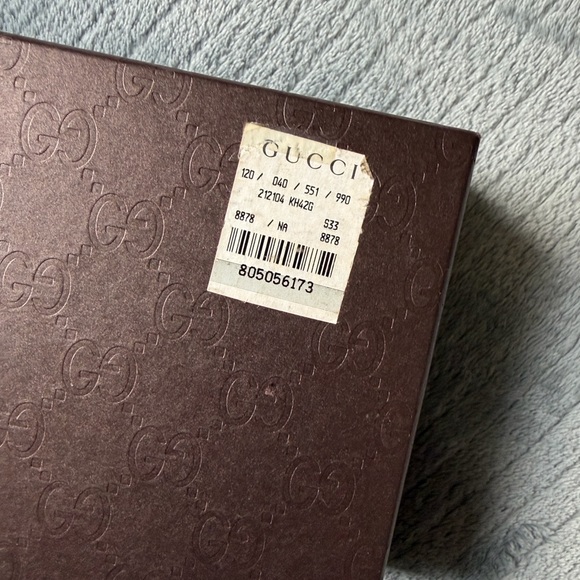 GUCCI
120 / 040 / 551 / 990
212104 KH42G
8878 / NA S33
8878
805056173